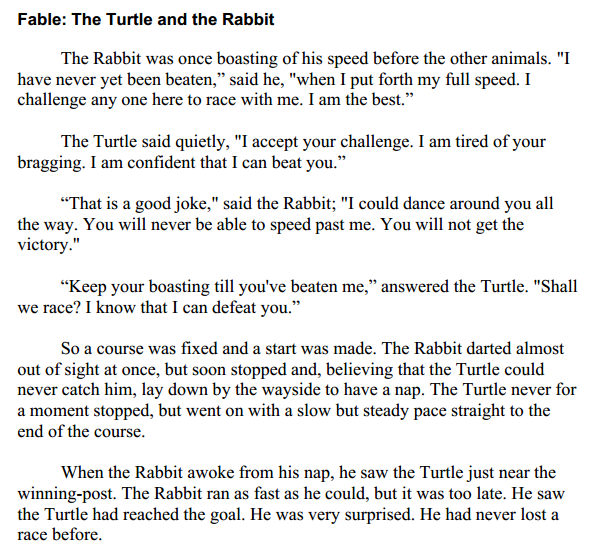 Fable: The Turtle and the Rabbit
The Rabbit was once boasting of his speed before the other animals. "I
have never yet been beaten,” said he, "when I put forth my full speed. I
challenge any one here to race with me. I am the best.”
The Turtle said quietly, "I accept your challenge. I am tired of your
bragging. I am confident that I can beat you.”
“That is a good joke," said the Rabbit; "I could dance around you all
the way. You will never be able to speed past me. You will not get the
victory."
“Keep your boasting till you've beaten me,” answered the Turtle. "Shall
we race? I know that I can defeat you.”
So a course was fixed and a start was made. The Rabbit darted almost
out of sight at once, but soon stopped and, believing that the Turtle could
never catch him, lay down by the wayside to have a nap. The Turtle never for
a moment stopped, but went on with a slow but steady pace straight to the
end of the course.
When the Rabbit awoke from his nap, he saw the Turtle just near the
winning-post. The Rabbit ran as fast as he could, but it was too late. He saw
the Turtle had reached the goal. He was very surprised. He had never lost a
race before.